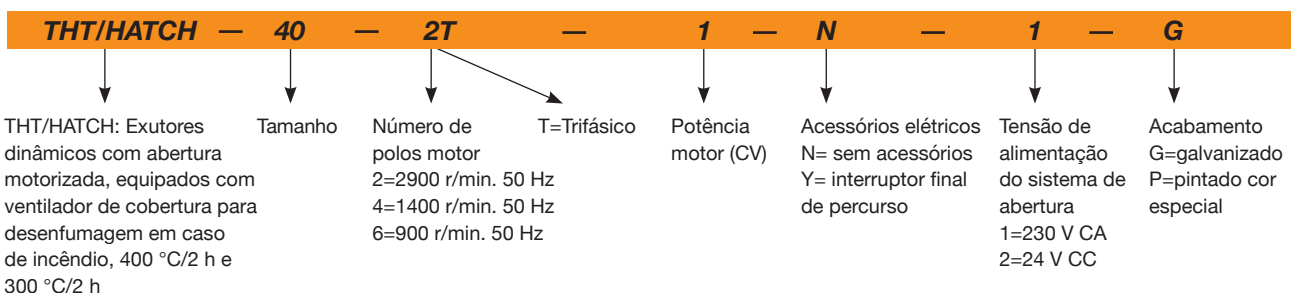 THT/HATCH — 40 — 2T — 1 — N — 1 — G
THT/HATCH: Exutores
dinâmicos com abertura
motorizada, equipados com
ventilador de cobertura para
desenfumagem em caso
de incêndio, 400 °C/2 h e
300 °C/2 h
Tamanho
Número de
polos motor
2=2900 r/min. 50 Hz
4=1400 r/min. 50 Hz
6=900 r/min. 50 Hz
T=Trifásico
Potência
motor (CV)
Acessórios elétricos
N= sem acessórios
Y= interruptor final
de percurso
Tensão de
alimentação
do sistema de
abertura
1=230 V CA
2=24 V CC
Acabamento
G=galvanizado
P=pintado cor
especial